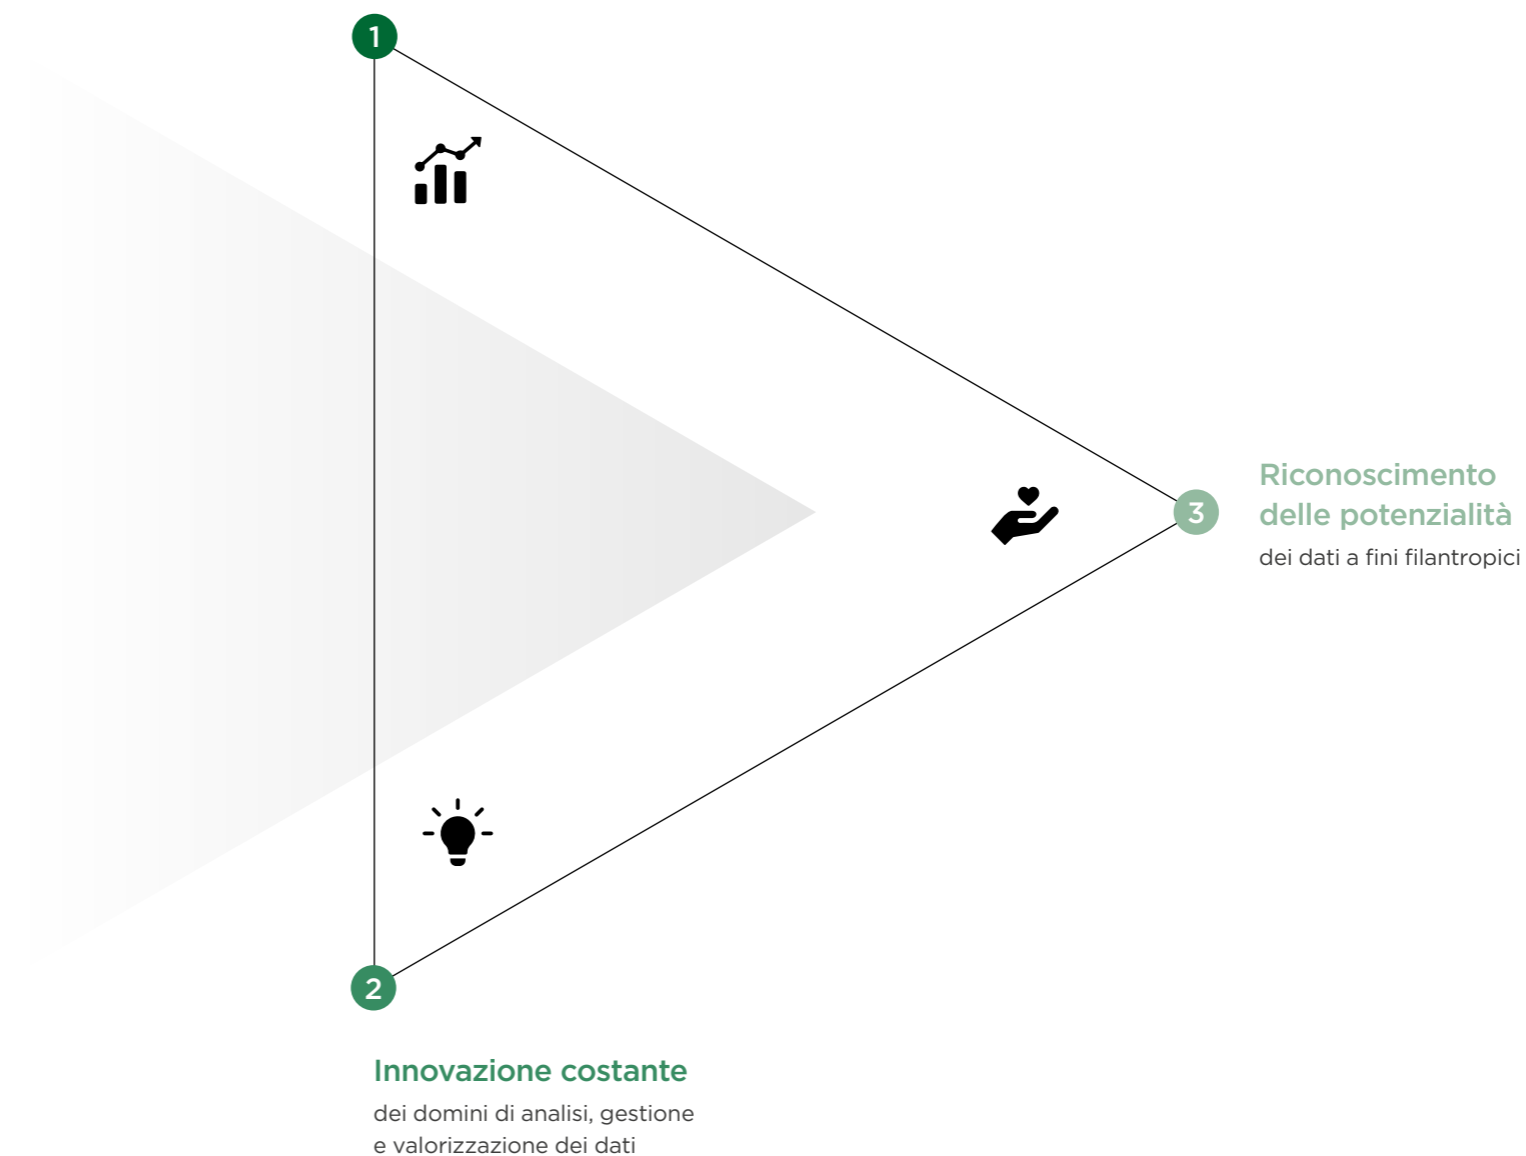 1
3
Riconoscimento
delle potenzialità
dei dati a fini filantropici
2
Innovazione costante
dei domini di analisi, gestione
e valorizzazione dei dati